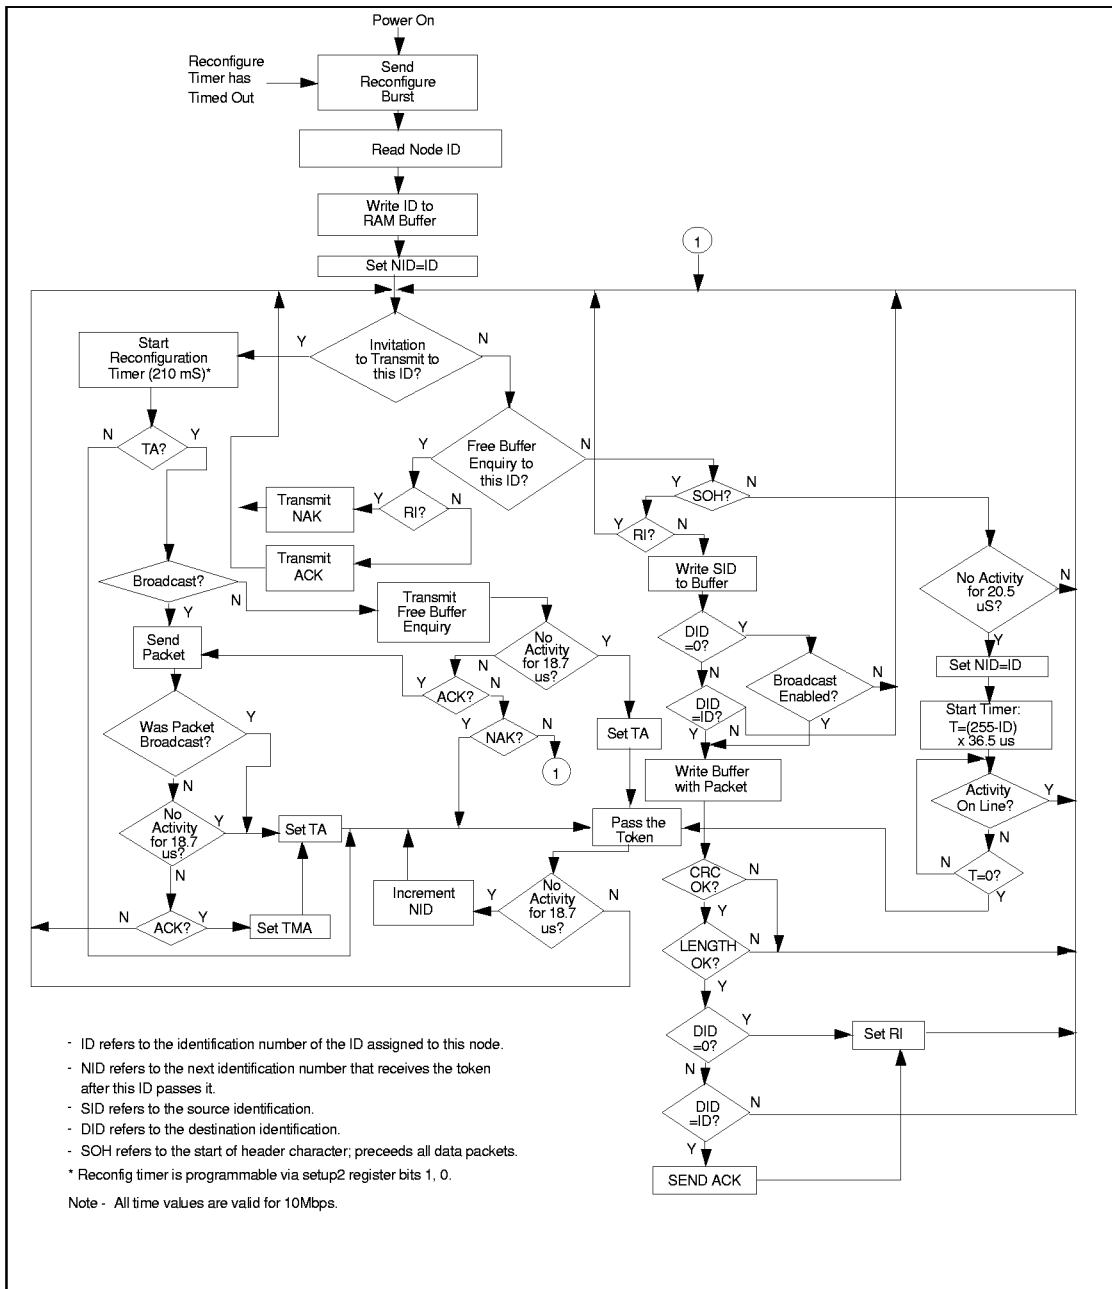 Power On
Reconfigure
Timer has
Timed Out
Send
Reconfigure
Burst
Read Node ID
Write ID to
RAM Buffer
1
Set NID=ID
Start
Reconfiguration
Timer (210 mS)*
Y
Invitation
to Transmit to
this ID?
N
N
TA?
Y
Y
Free Buffer
Enquiry to
this ID?
N
Transmit
NAK
Y
RI?
N
Y
SOH?
N
Y
RI?
N
Transmit
ACK
Write SID
to Buffer
No Activity
for 20.5
uS?
N
Y
Broadcast?
N
Y
Transmit
Free Buffer
Enquiry
Send
Packet
No
Activity
for 18.7
us?
Y
N
DID
=0?
Y
N
Set NID=ID
ACK?
N
Broadcast
Enabled?
N
Y
DID
=ID?
Y
N
Start Timer:
T=(255-ID)
x 36.5 us
Was Packet
Broadcast?
Y
N
Y
NAK?
N
1
Set TA
Write Buffer
with Packet
Activity
On Line?
Y
N
No
Activity
for 18.7
us?
Y
N
Set TA
Pass the
Token
N
T=0?
Y
Increment
NID
Y
No
Activity
for 18.7
us?
N
CRC
OK?
N
Y
N
ACK?
Y
Set TMA
LENGTH
OK?
N
Y
DID
=0?
Y
N
Set RI
DID
=ID?
N
Y
SEND ACK
- ID refers to the identification number of the ID assigned to this node.
- NID refers to the next identification number that receives the token
after this ID passes it.
- SID refers to the source identification.
- DID refers to the destination identification.
- SOH refers to the start of header character; preceeds all data packets.
* Reconfig timer is programmable via setup2 register bits 1, 0.
Note - All time values are valid for 10Mbps.